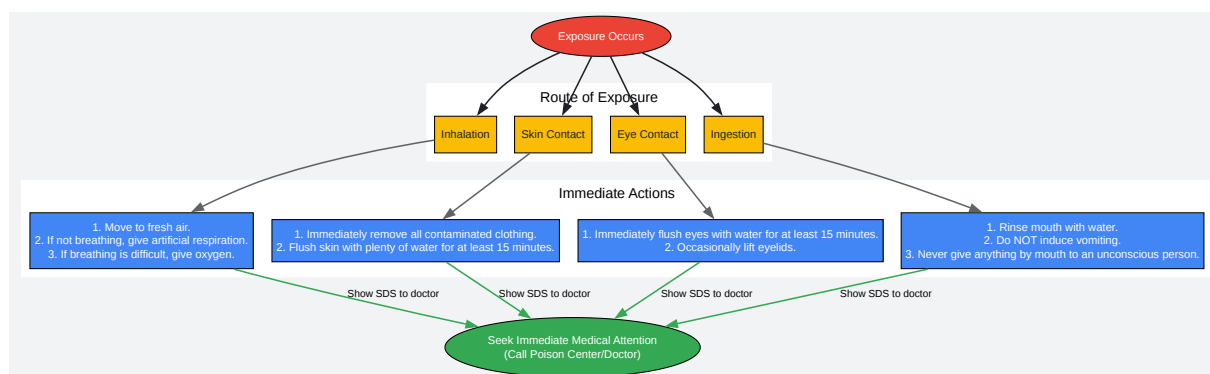 Exposure Occurs
Route of Exposure
Inhalation
Skin Contact
Eye Contact
Ingestion
Immediate Actions
1. Move to fresh air.
2. If not breathing, give artificial respiration.
3. If breathing is difficult, give oxygen.
1. Immediately remove all contaminated clothing.
2. Flush skin with plenty of water for at least 15 minutes.
1. Immediately flush eyes with water for at least 15 minutes.
2. Occasionally lift eyelids.
1. Rinse mouth with water.
2. Do NOT induce vomiting.
3. Never give anything by mouth to an unconscious person.
Show SDS to doctor
Show SDS to doctor
Show SDS to doctor
Show SDS to doctor
Seek Immediate Medical Attention
(Call Poison Center/Doctor)